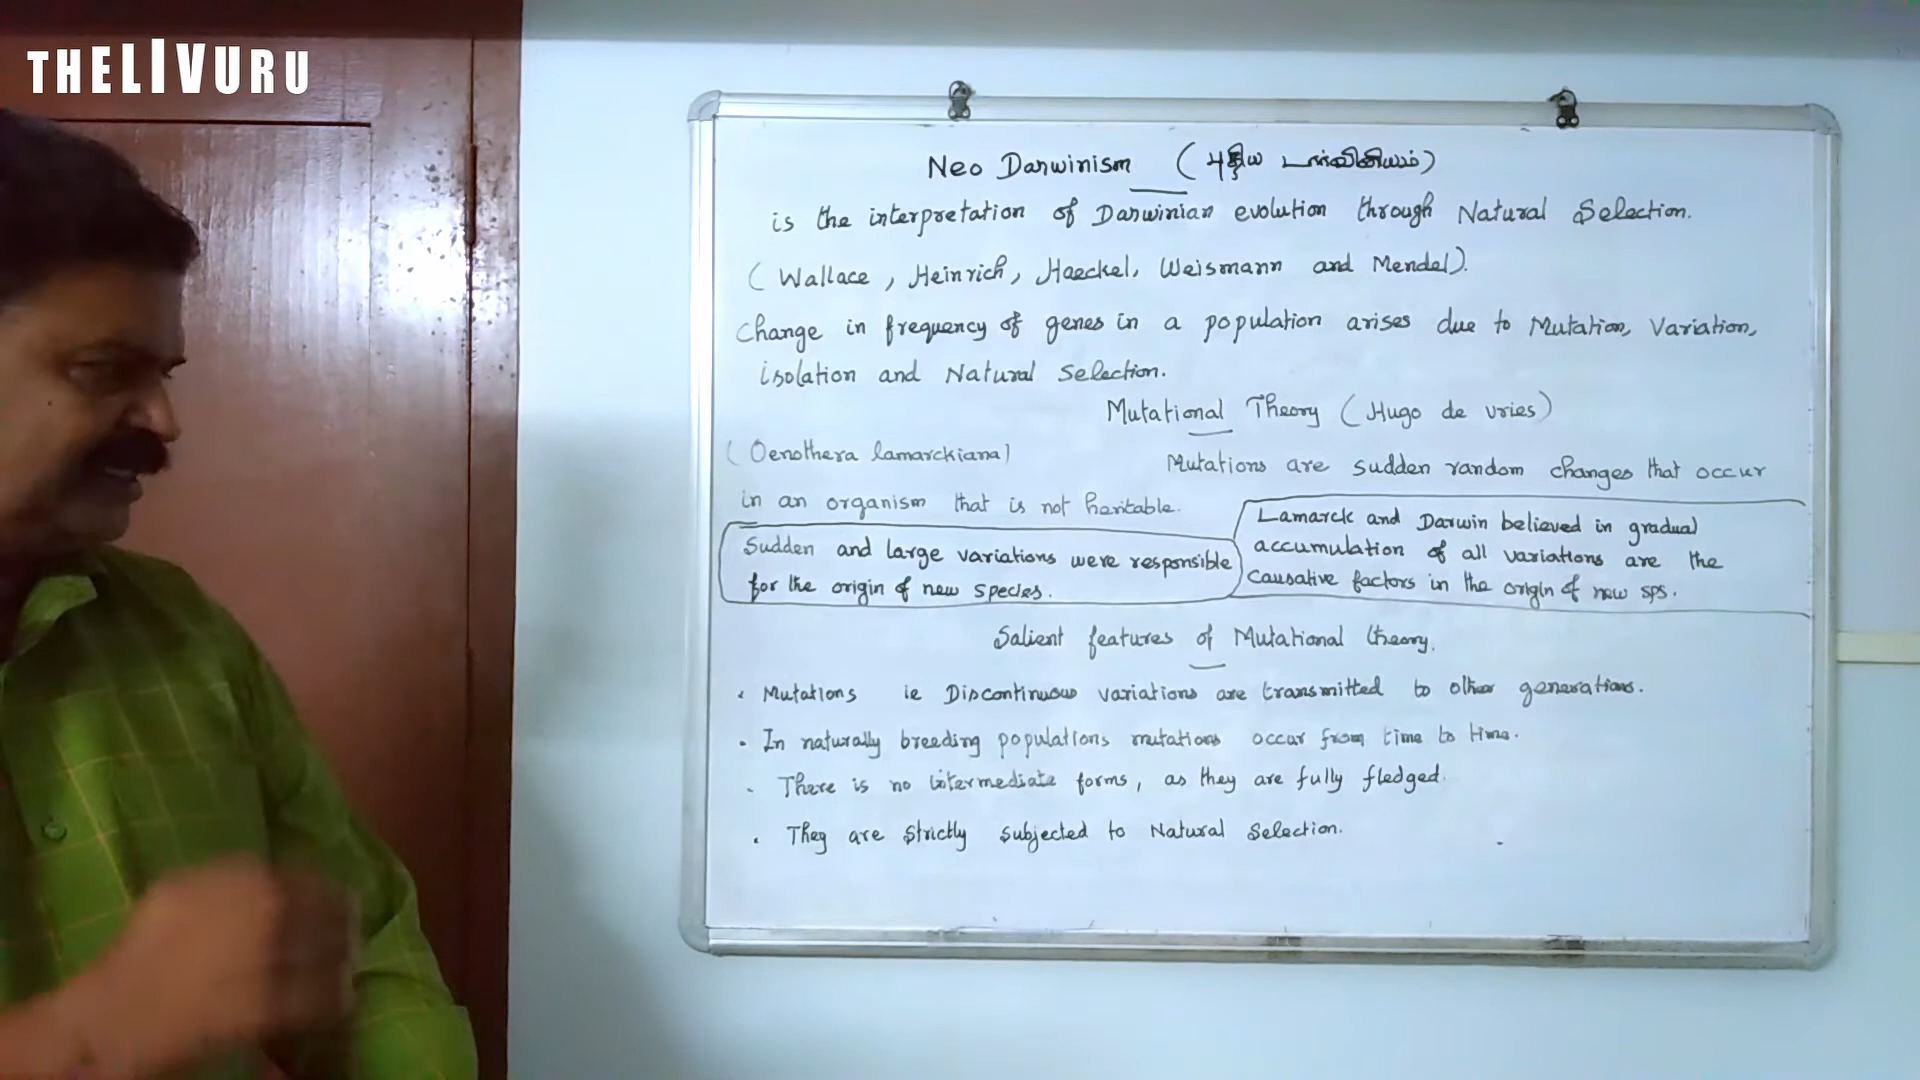 THELIVURU
Neo Darwinism (புதிய டார்வினியம்)
is the interpretation of Darwinian evolution through Natural Selection.
( Wallace , Heinrich, Haeckel, Weismann and Mendel).
Change in frequency of genes in a population arises due to Mutation, Variation,
isolation and Natural Selection.
Mutational Theory ( Hugo de vries)
( Oenothera lamarckiana)
Mutations are sudden random changes that occur
in an organism that is not heritable.
Sudden and large variations were responsible
for the origin of new species.
Lamarck and Darwin believed in gradual
accumulation of all variations are the
Causative factors in the origin of new sps.
Salient features of Mutational theory.
• Mutations ie Discontinuous variations are transmitted to other generations.
• In naturally breeding populations mutations occur from time to time.
• There is no intermediate forms, as they are fully fledged.
• They are strictly subjected to Natural Selection.